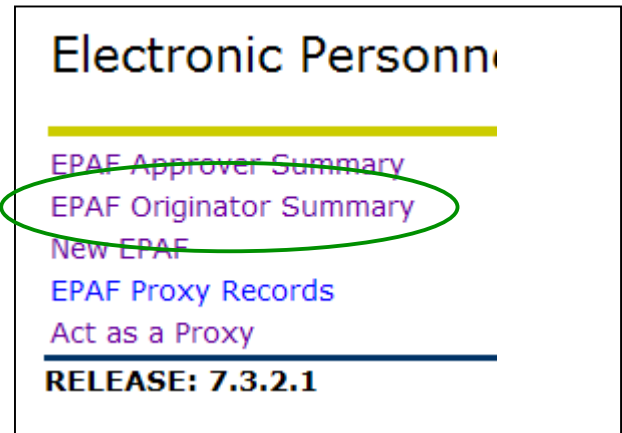 Electronic Personn
EPAF Approver Summary
EPAF Originator Summary
New EPAF
EPAF Proxy Records
Act as a Proxy
RELEASE: 7.3.2.1